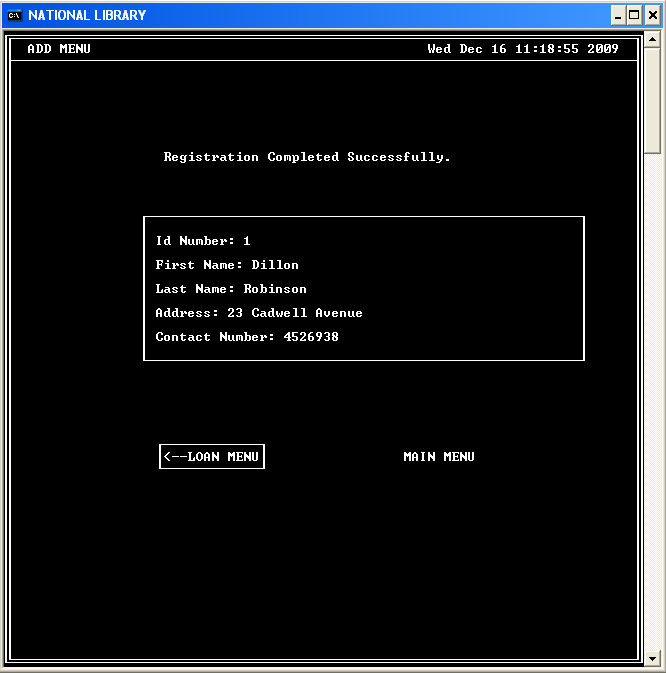 NATIONAL LIBRARY
ADD MENU Wed Dec 16 11:18:55 2009
Registration Completed Successfully.
Id Number: 1
First Name: Dillon
Last Name: Robinson
Address: 23 Cadwell Avenue
Contact Number: 4526938
<--LOAN MENU MAIN MENU